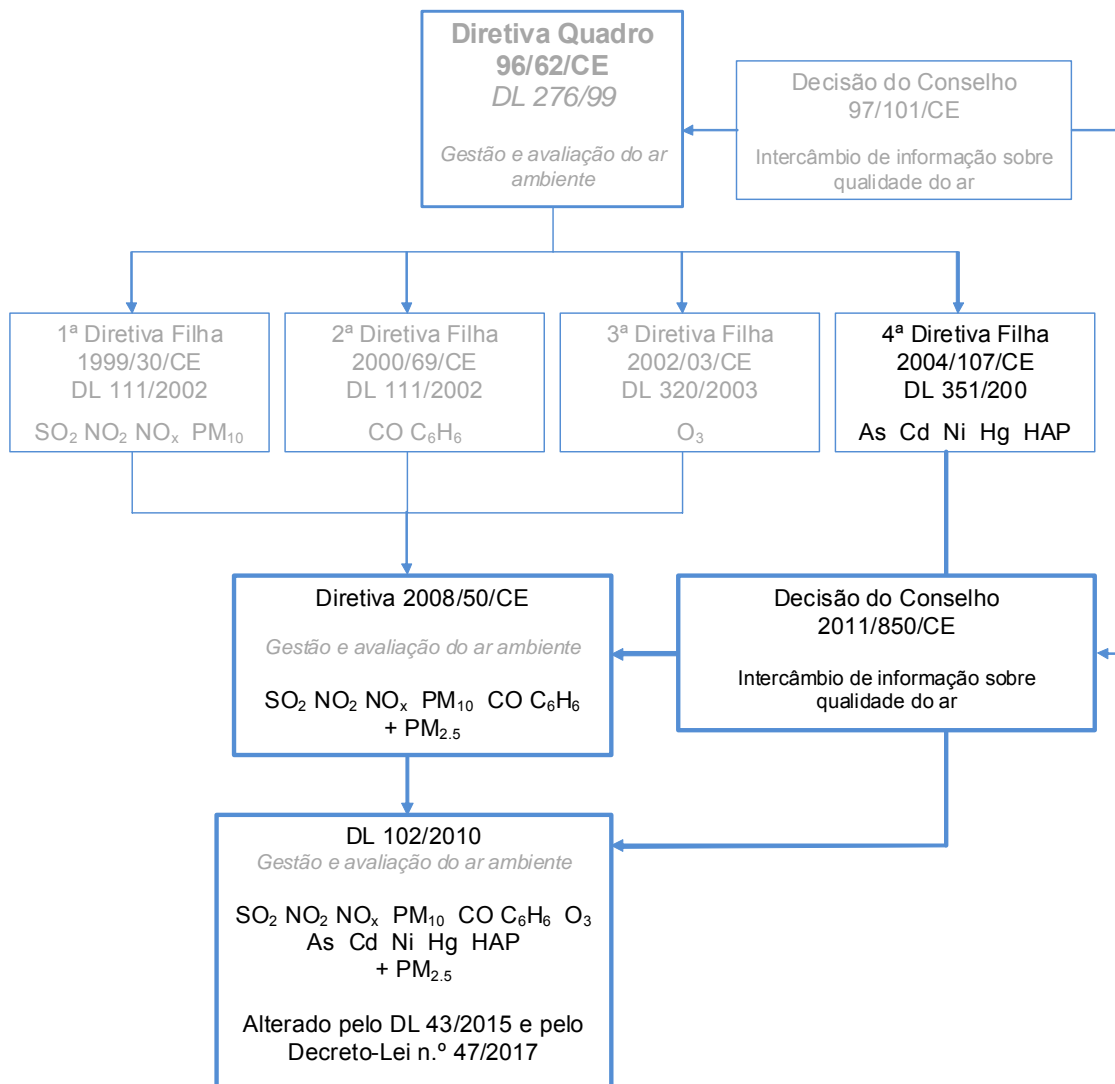 Diretiva Quadro
96/62/CE
DL 276/99
Gestão e avaliação do ar
ambiente
Decisão do Conselho
97/101/CE
Intercâmbio de informação sobre
qualidade do ar
1ª Diretiva Filha
1999/30/CE
DL 111/2002
SO₂ NO₂ NOₓ PM₁₀
2ª Diretiva Filha
2000/69/CE
DL 111/2002
CO C₆H₆
3ª Diretiva Filha
2002/03/CE
DL 320/2003
O₃
4ª Diretiva Filha
2004/107/CE
DL 351/200
As Cd Ni Hg HAP
Diretiva 2008/50/CE
Gestão e avaliação do ar ambiente
SO₂ NO₂ NOₓ PM₁₀ CO C₆H₆
+ PM₂.₅
Decisão do Conselho
2011/850/CE
Intercâmbio de informação sobre
qualidade do ar
DL 102/2010
Gestão e avaliação do ar ambiente
SO₂ NO₂ NOₓ PM₁₀ CO C₆H₆ O₃
As Cd Ni Hg HAP
+ PM₂.₅
Alterado pelo DL 43/2015 e pelo
Decreto-Lei n.º 47/2017